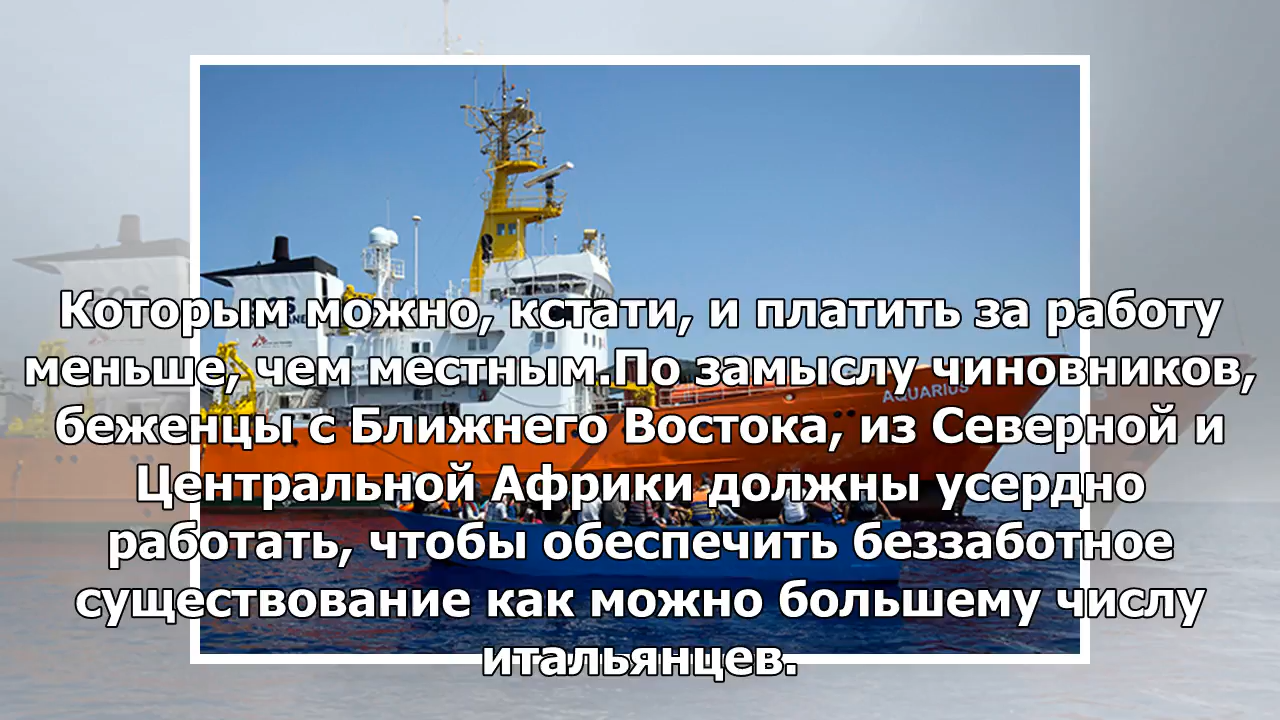 Которым можно, кстати, и платить за работу
меньше, чем местным.По замыслу чиновников,
беженцы с Ближнего Востока, из Северной и
Центральной Африки должны усердно
работать, чтобы обеспечить беззаботное
существование как можно большему числу
итальянцев.
AQUARIUS